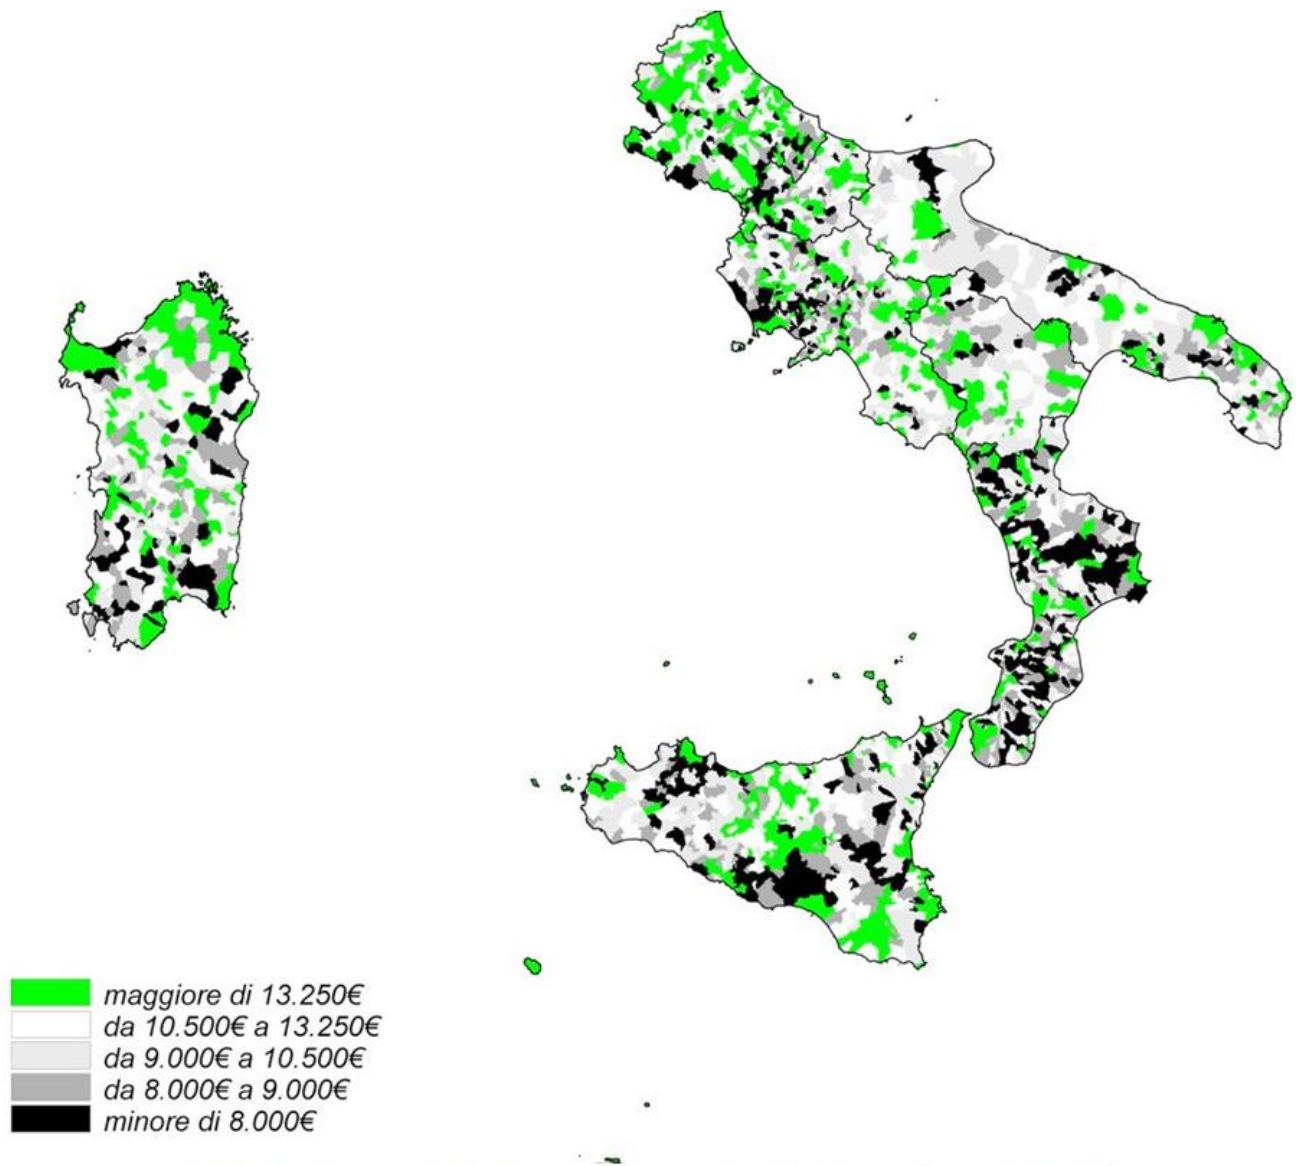 maggiore di 13.250€
da 10.500€ a 13.250€
da 9.000€ a 10.500€
da 8.000€ a 9.000€
minore di 8.000€